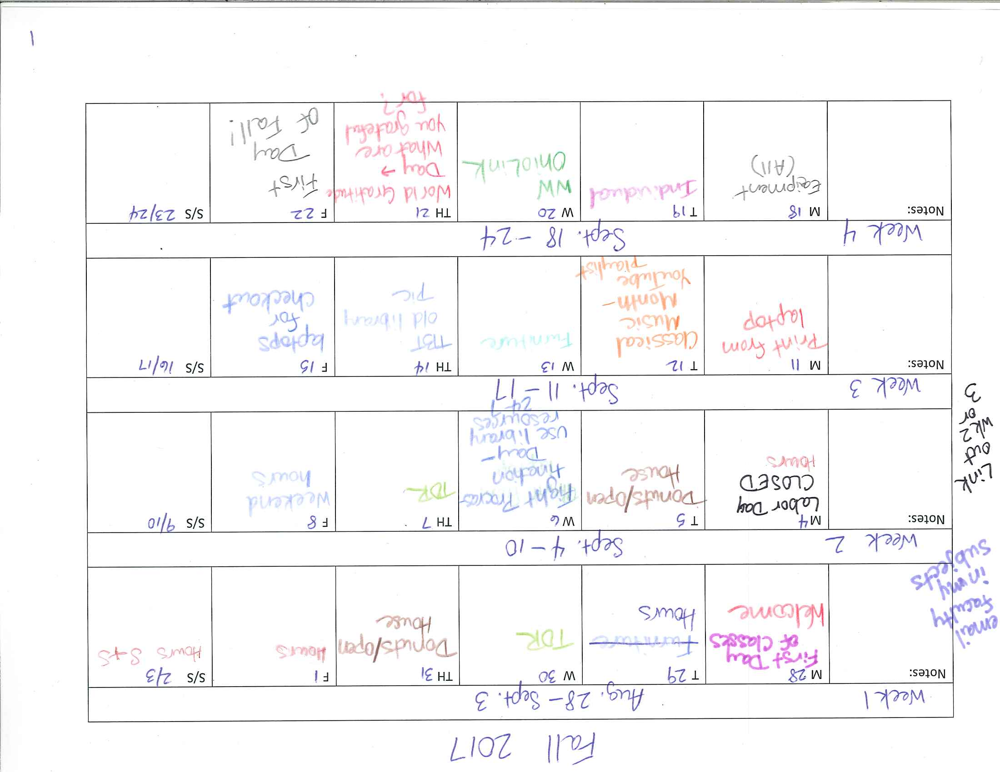 Fall 2017
Week 1 Aug. 28 - Sept. 3
Notes:
email
faculty
in my
subjects
M 28
First Day
of Classes
Welcome
T 29
Furniture
Hours
W 30
TDR
TH 31
Donuts/Open
House
F 1
Hours
S/S 2/3
Hours S+S
Week 2 Sept. 4 - 10
Notes:
Link
out
wk 2
or
3
M 4
Labor Day
CLOSED
Hours
T 5
Donuts/Open
House
W 6
Fight Procras-
tination
Day-
use library
resources
24-7
TH 7
TDR
F 8
Weekend
hours
S/S 9/10
Week 3 Sept. 11 - 17
Notes:
M 11
Print from
laptop
T 12
Classical
Music
Month-
YouTube
playlist
W 13
Furniture
TH 14
TBT
old library
pic
F 15
laptops
for
checkout
S/S 16/17
Week 4 Sept. 18 - 24
Notes:
M 18
Eqipment
(All)
T 19
Individual
W 20
WW
OhioLink
TH 21
World Gratitude
Day →
What are
you grateful
for?
F 22
First
Day
of Fall!
S/S 23/24
1